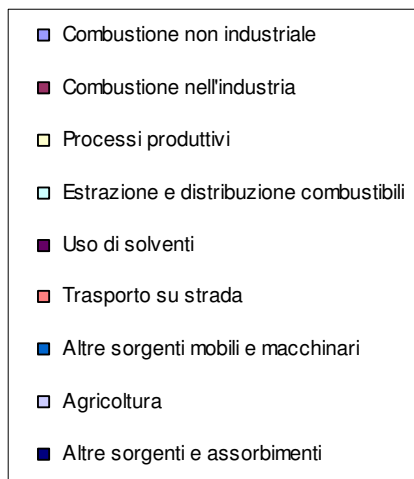 Combustione non industriale
Combustione nell'industria
Processi produttivi
Estrazione e distribuzione combustibili
Uso di solventi
Trasporto su strada
Altre sorgenti mobili e macchinari
Agricoltura
Altre sorgenti e assorbimenti